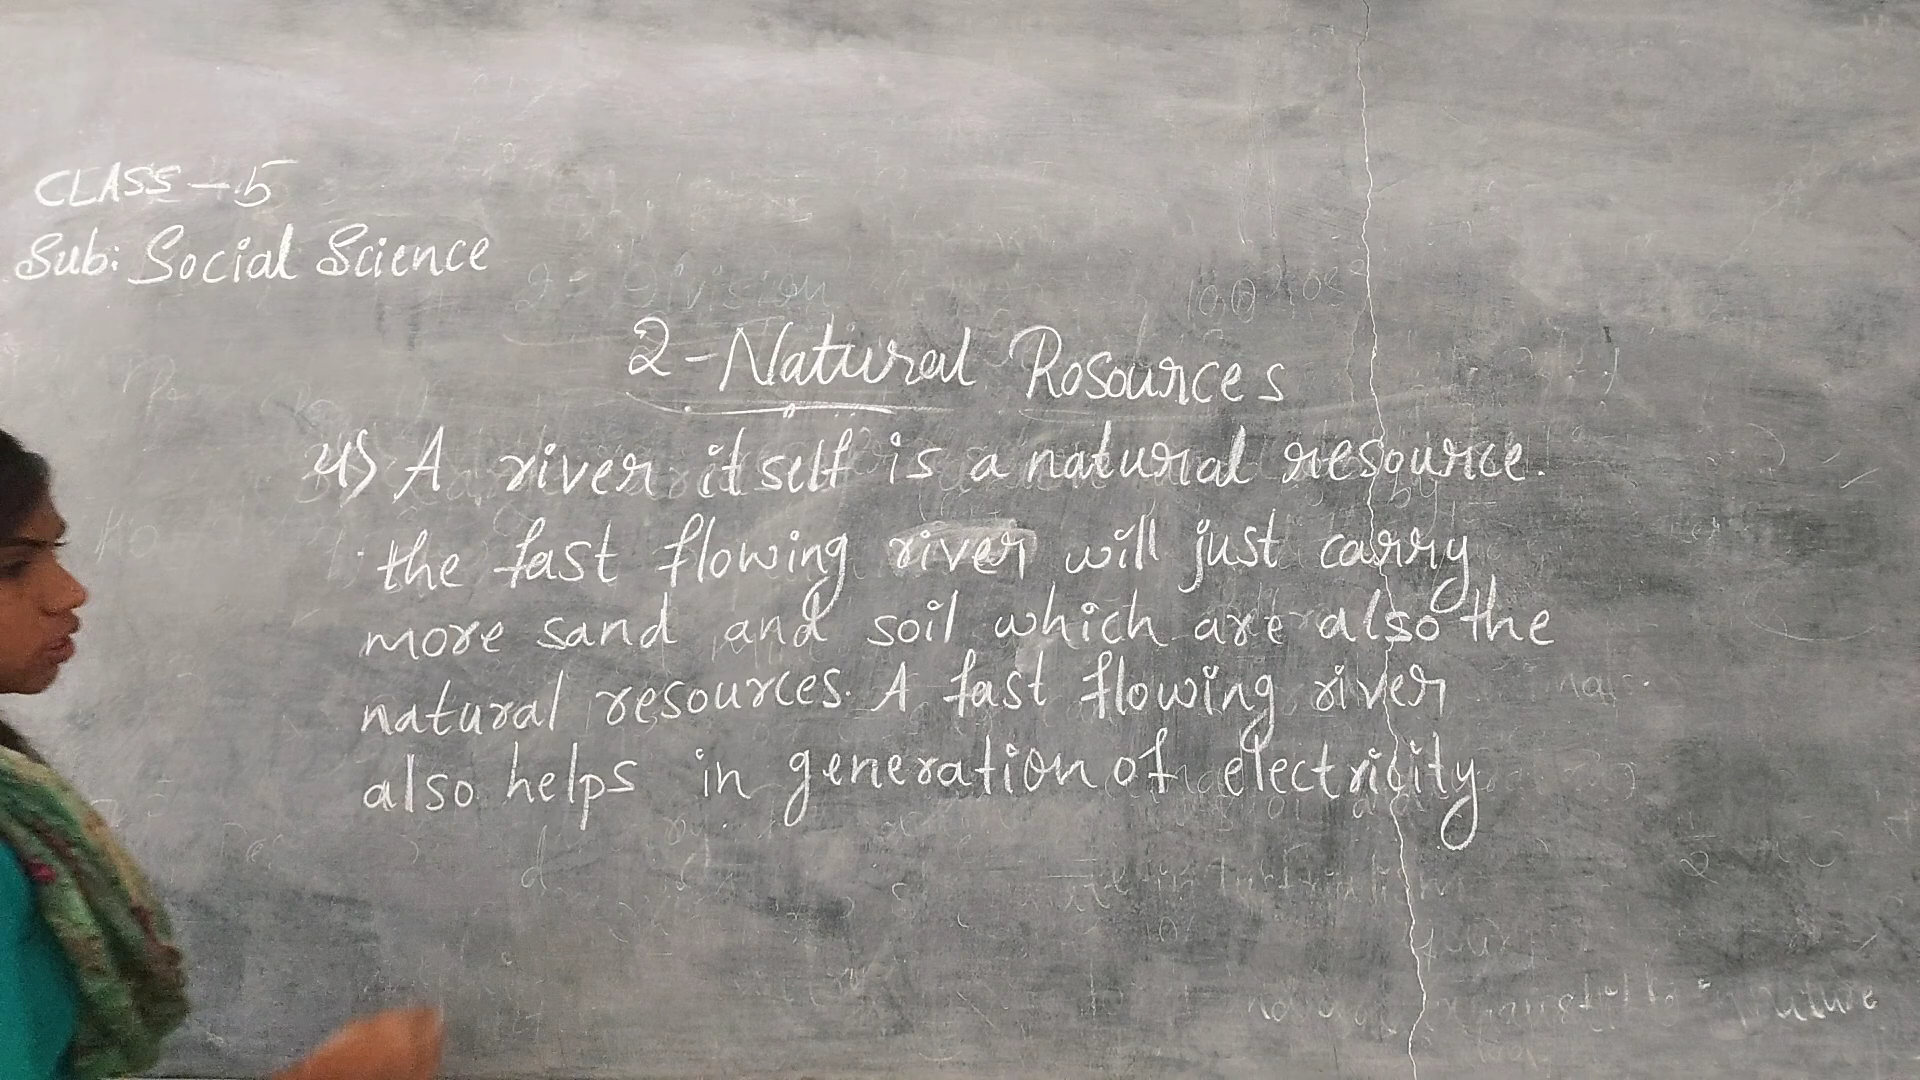 CLASS - 5
Sub: Social Science
2-Natural Rosources
4) A river itself is a natural resource.
the fast flowing river will just carry
more sand and soil which are also the
natural resources. A fast flowing river
also helps in generation of electricity